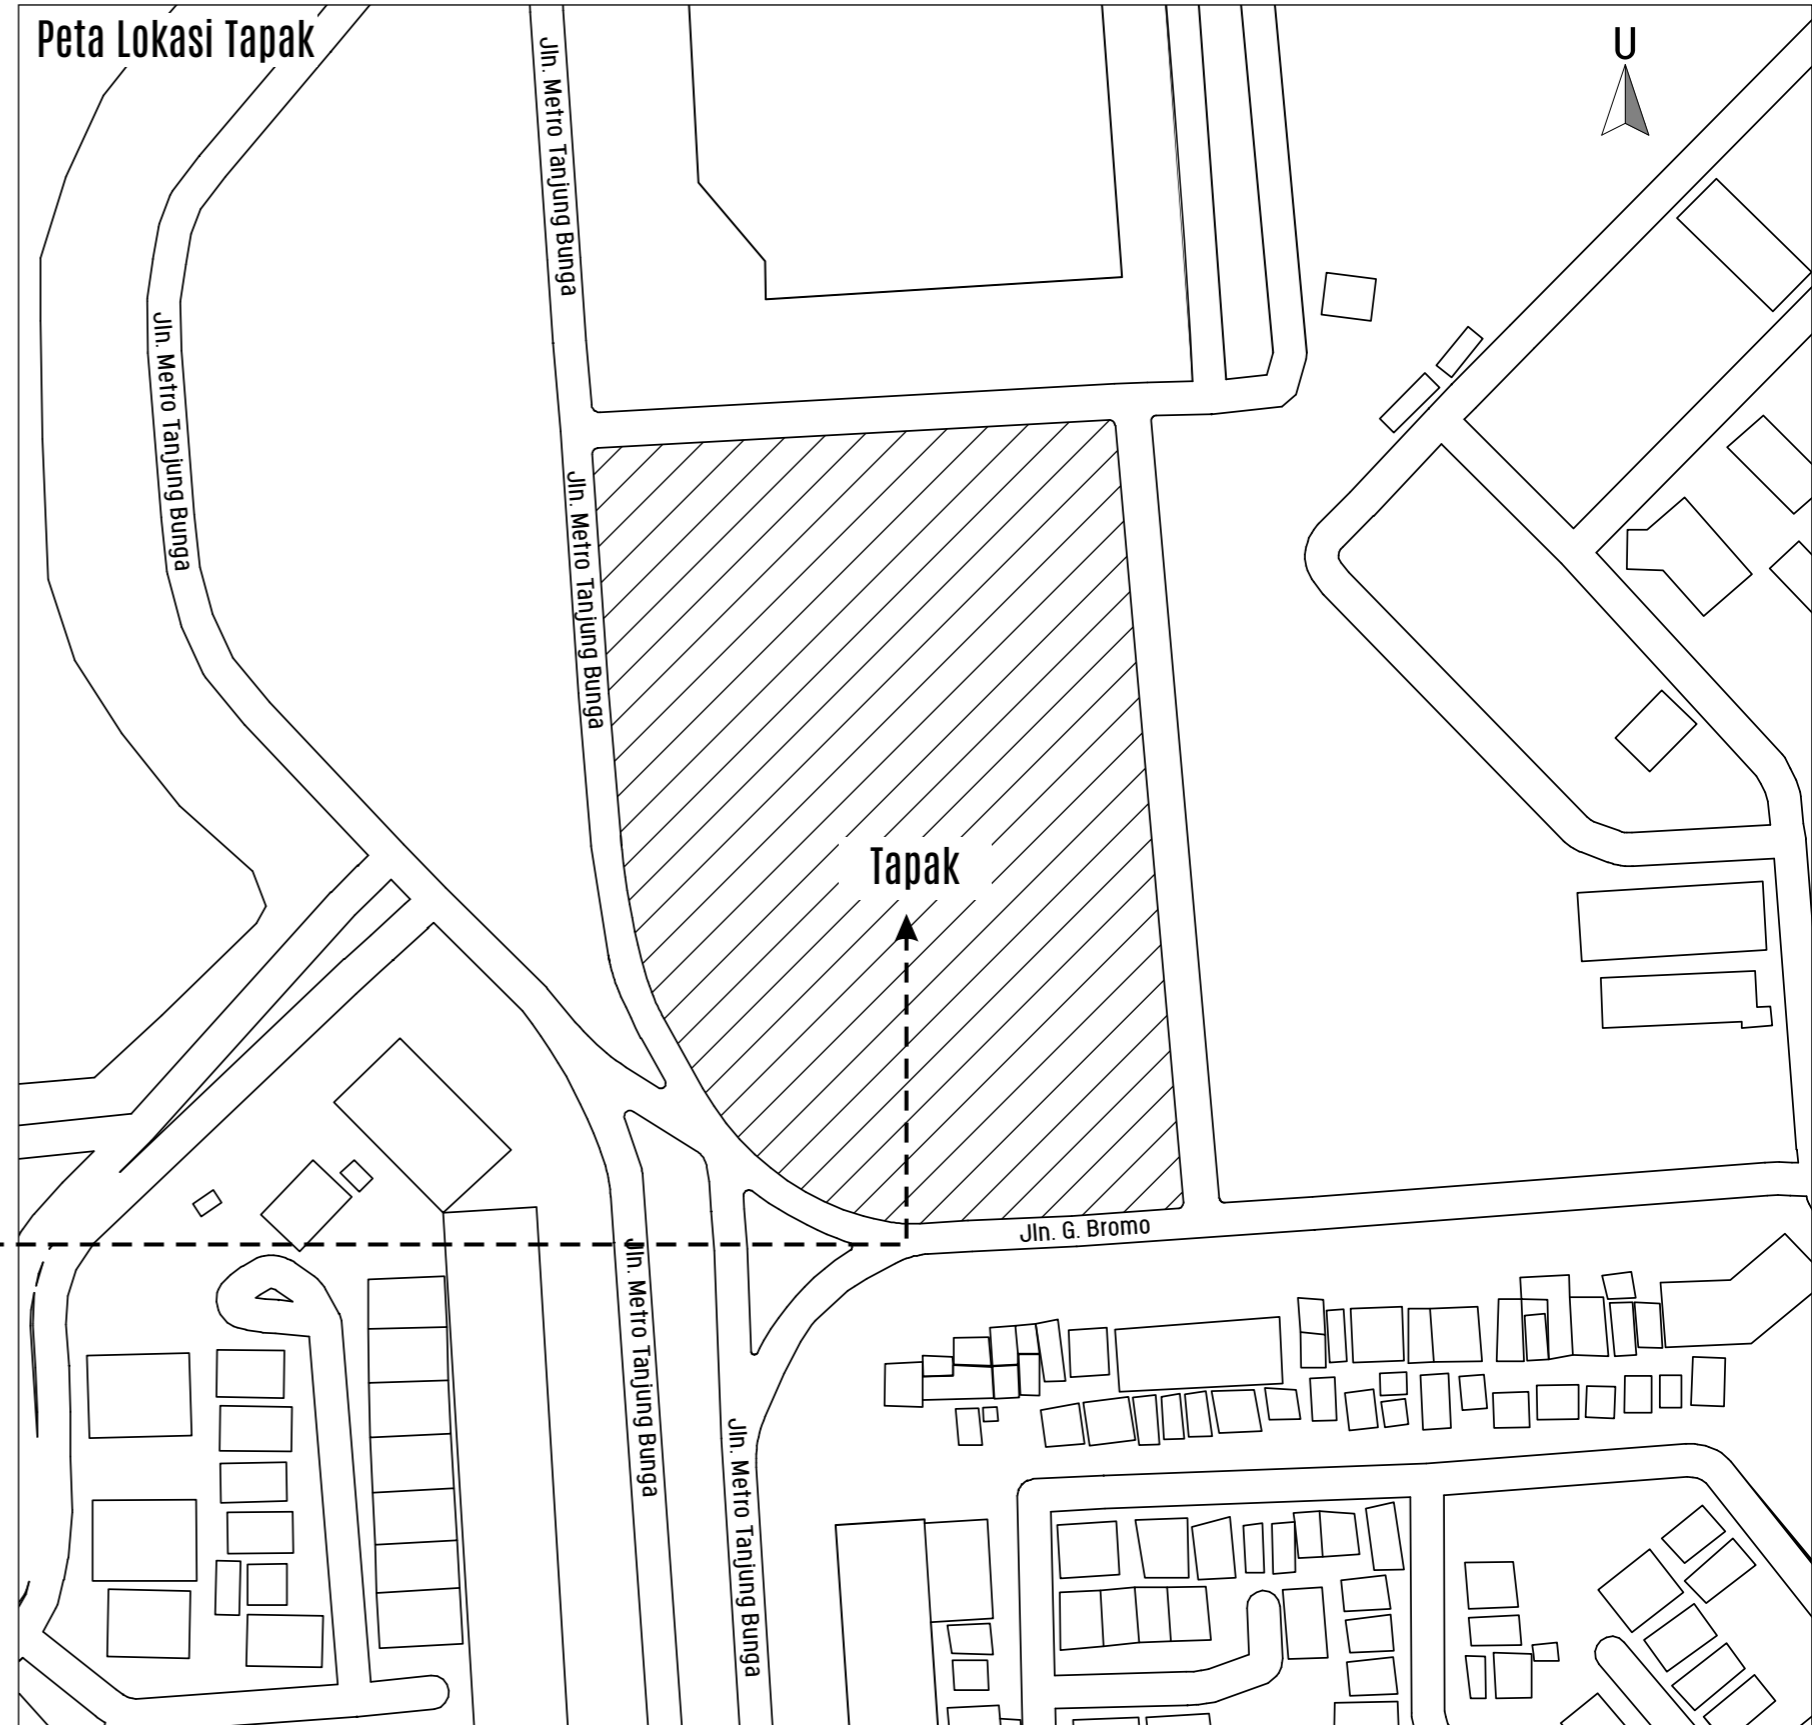 Peta Lokasi Tapak
U
Jln. Metro Tanjung Bunga
Jln. Metro Tanjung Bunga
Jln. Metro Tanjung Bunga
Tapak
Jln. G. Bromo
Jln. Metro Tanjung Bunga
Jln. Metro Tanjung Bunga